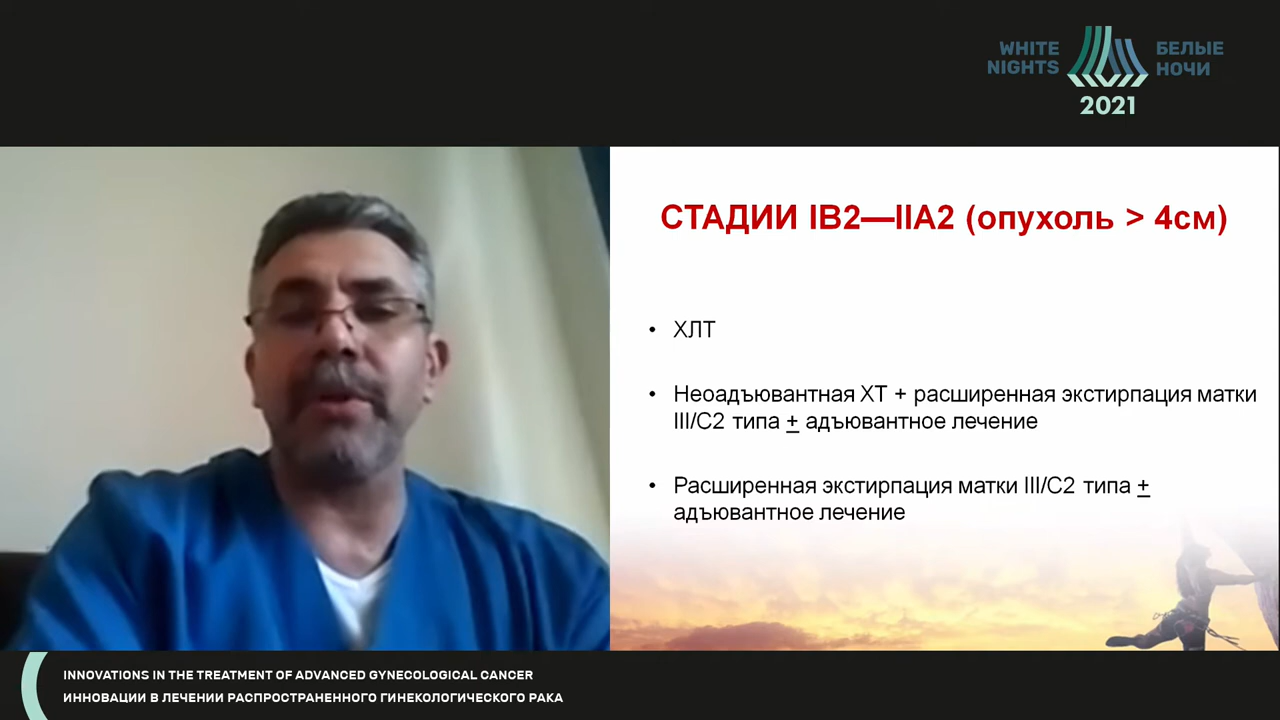 WHITE
NIGHTS
БЕЛЫЕ
НОЧИ
2021
СТАДИИ IB2—IIA2 (опухоль > 4см)
• ХЛТ
• Неоадъювантная ХТ + расширенная экстирпация матки
III/C2 типа + адъювантное лечение
• Расширенная экстирпация матки III/C2 типа +
адъювантное лечение
INNOVATIONS IN THE TREATMENT OF ADVANCED GYNECOLOGICAL CANCER
ИННОВАЦИИ В ЛЕЧЕНИИ РАСПРОСТРАНЕННОГО ГИНЕКОЛОГИЧЕСКОГО РАКА